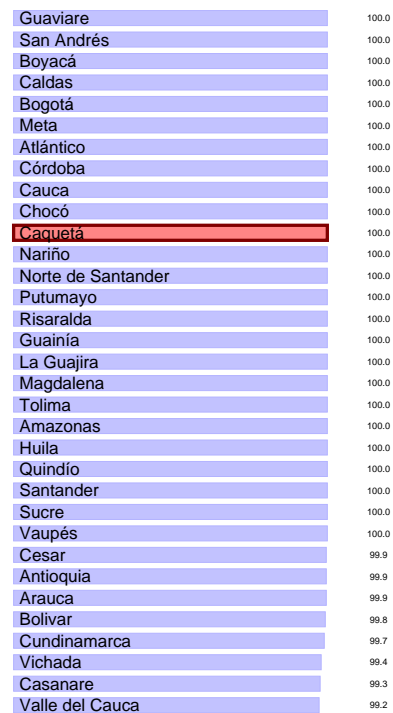 Guaviare 100.0
San Andrés 100.0
Boyacá 100.0
Caldas 100.0
Bogotá 100.0
Meta 100.0
Atlántico 100.0
Córdoba 100.0
Cauca 100.0
Chocó 100.0
Caquetá 100.0
Nariño 100.0
Norte de Santander 100.0
Putumayo 100.0
Risaralda 100.0
Guainía 100.0
La Guajira 100.0
Magdalena 100.0
Tolima 100.0
Amazonas 100.0
Huila 100.0
Quindío 100.0
Santander 100.0
Sucre 100.0
Vaupés 100.0
Cesar 99.9
Antioquia 99.9
Arauca 99.9
Bolivar 99.8
Cundinamarca 99.7
Vichada 99.4
Casanare 99.3
Valle del Cauca 99.2